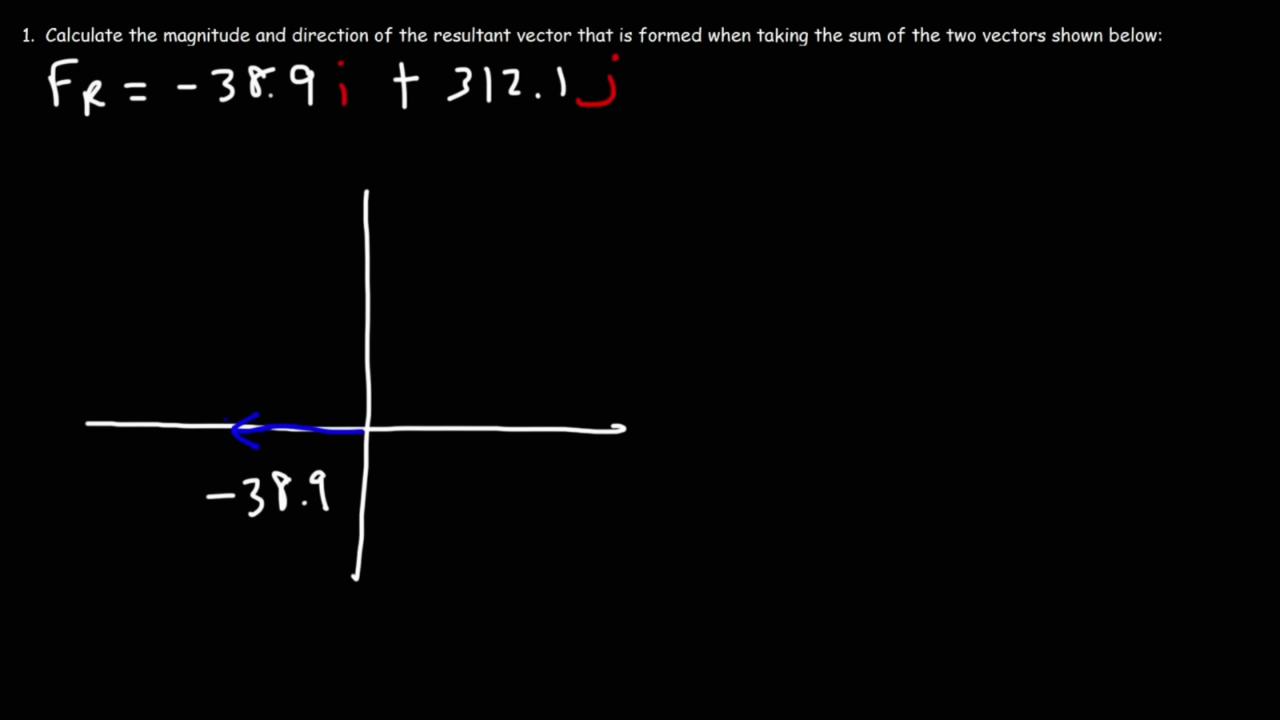 1. Calculate the magnitude and direction of the resultant vector that is formed when taking the sum of the two vectors shown below:
FR = -38.9 i + 312.1 j
-38.9